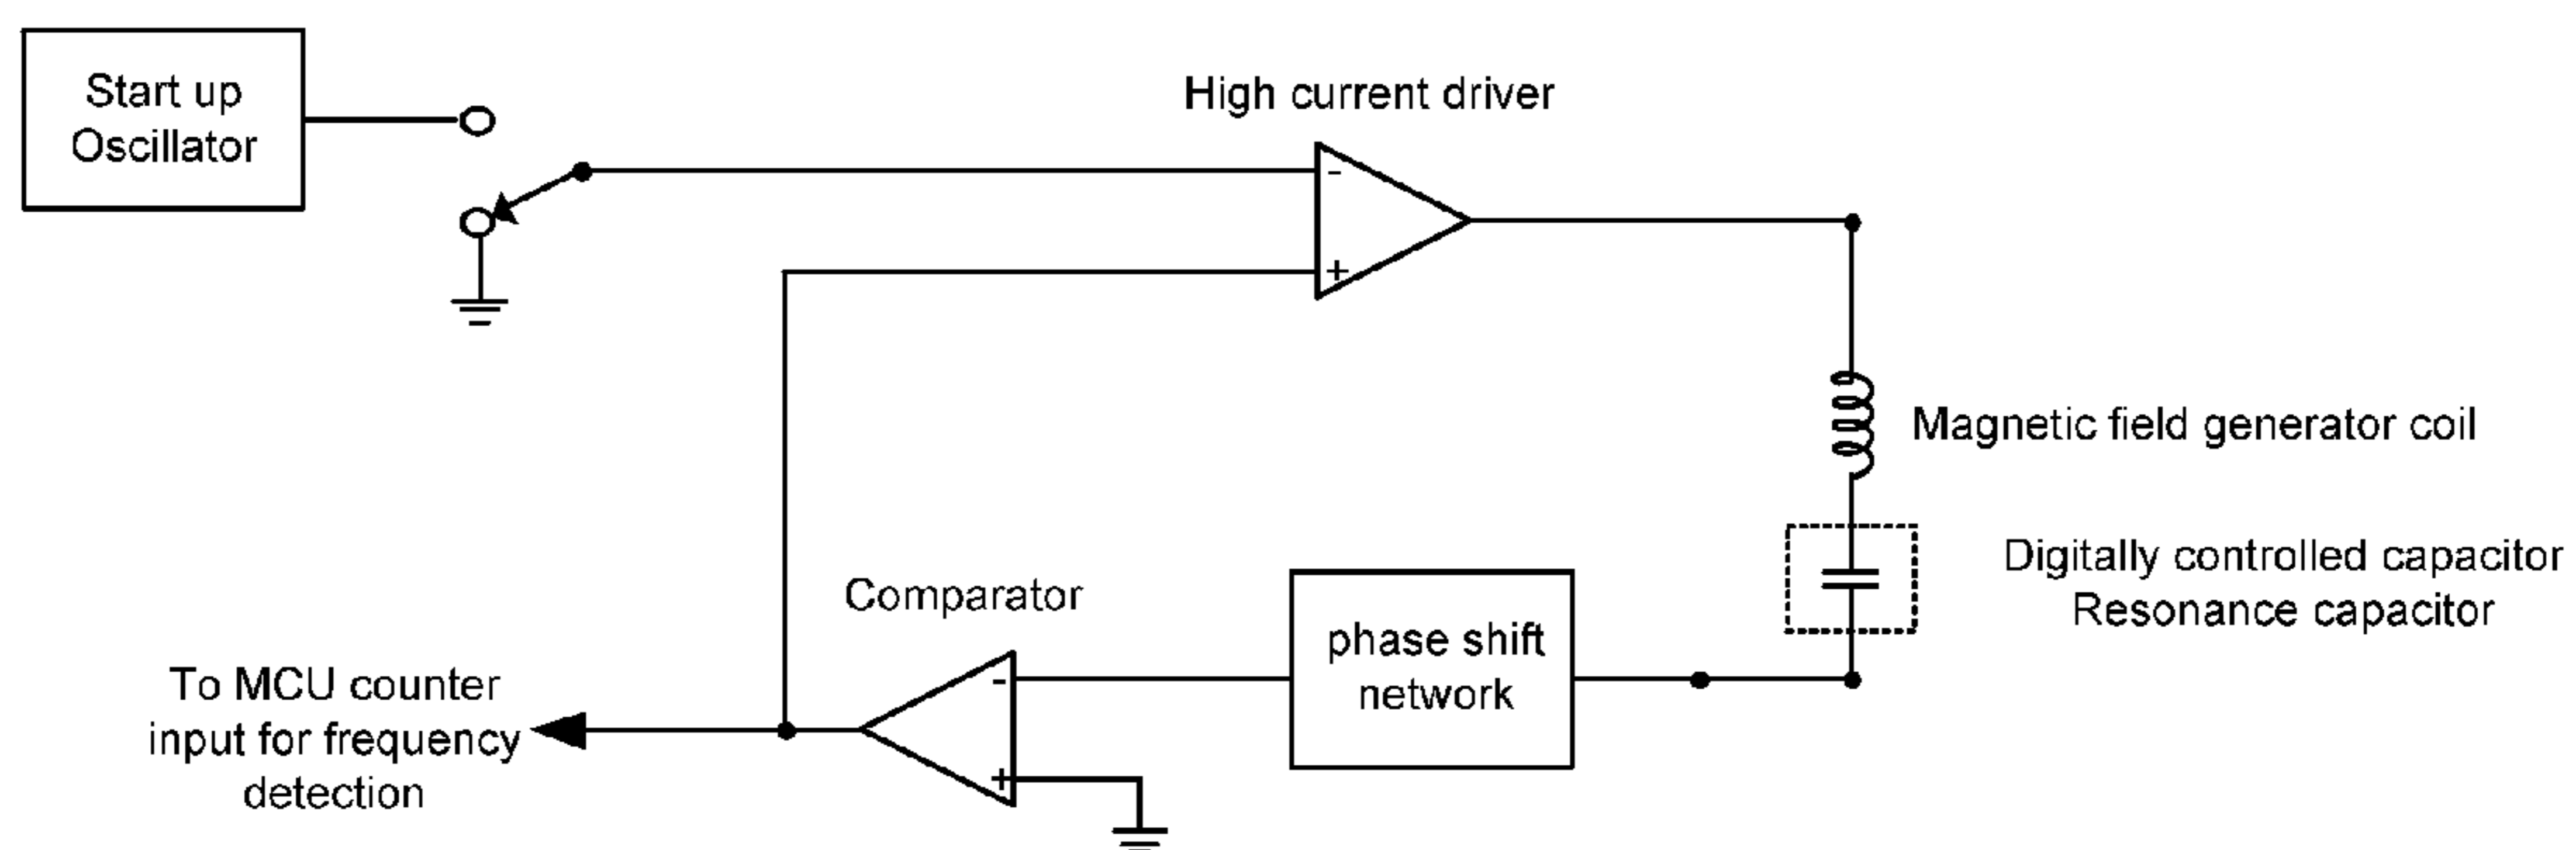 Start up
Oscillator
High current driver
-
+
Magnetic field generator coil
Digitally controlled capacitor
Resonance capacitor
Comparator
phase shift
network
-
+
To MCU counter
input for frequency
detection